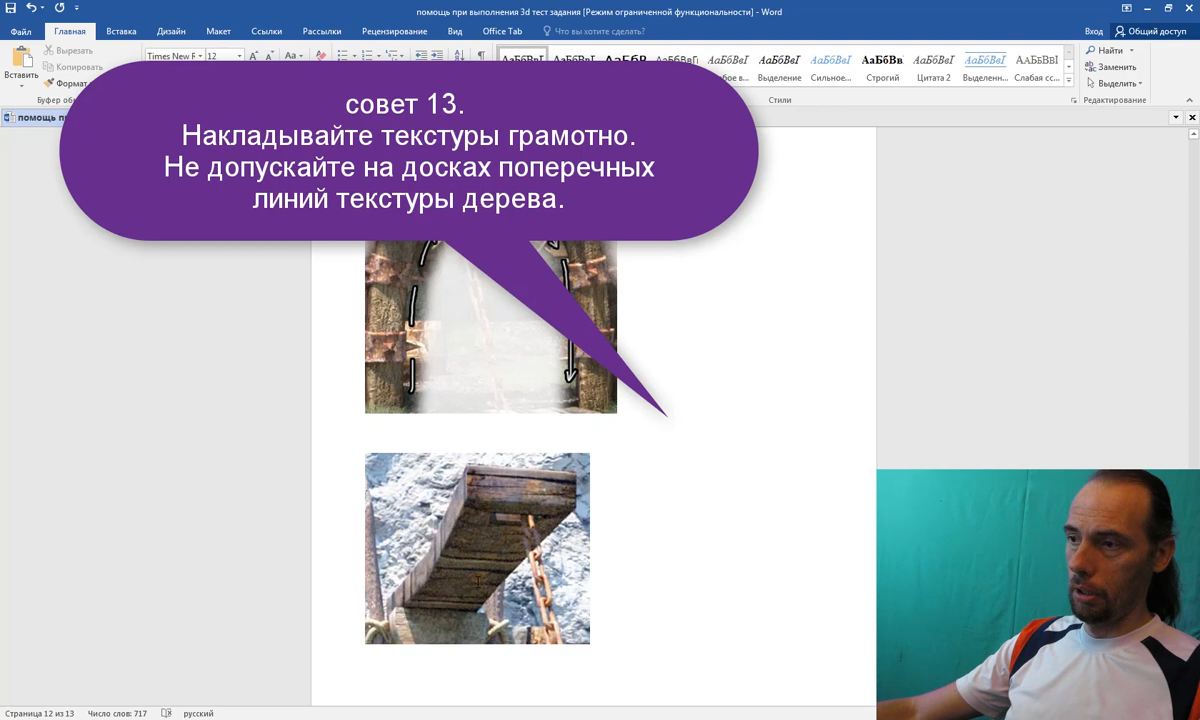 помощь при выполнения 3d тест задания [Режим ограниченной функциональности] - Word
Файл Главная Вставка Дизайн Макет Ссылки Рассылки Рецензирование Вид Office Tab Что вы хотите сделать? Вход Общий доступ
Вставить
Вырезать
Копировать
Формат
Times New F 12
Aa
Выделение Сильное... Строгий Цитата 2 Выделенн... Слабая сс...
Стили
Найти
Заменить
Выделить
Редактирование
совет 13.
Накладывайте текстуры грамотно.
Не допускайте на досках поперечных
линий текстуры дерева.
Страница 12 из 13 Число слов: 717 русский